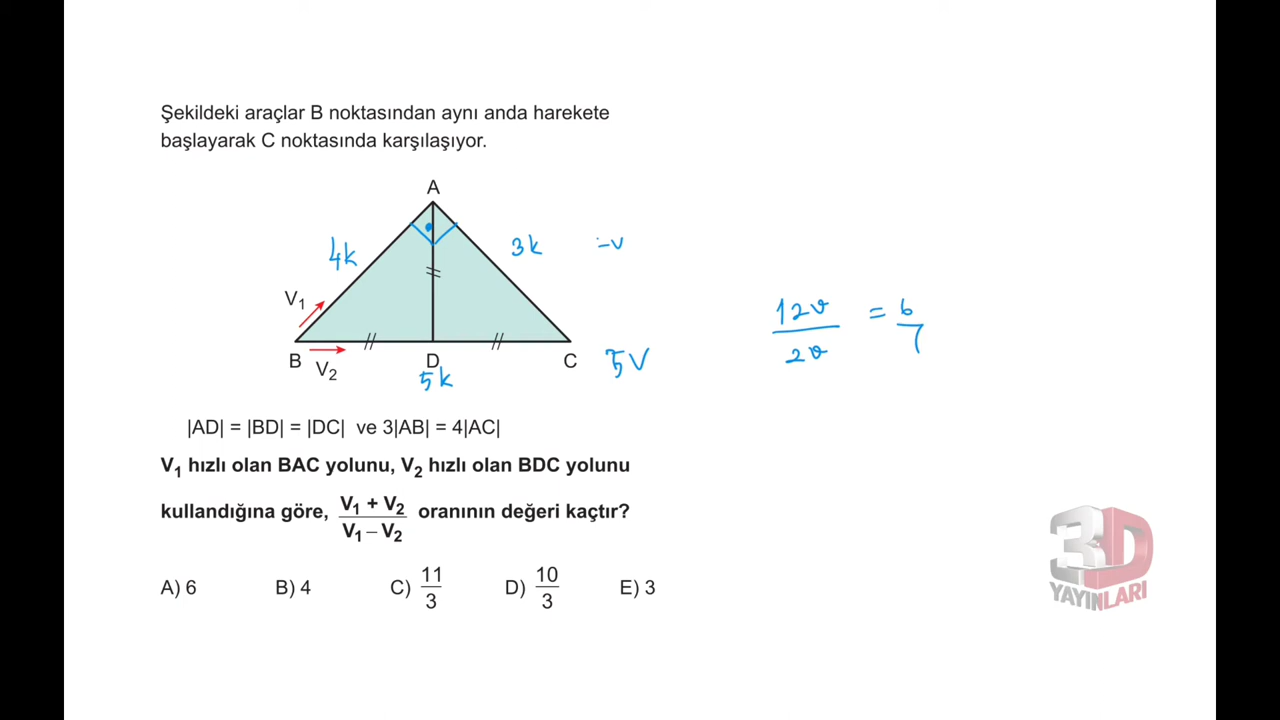 Şekildeki araçlar B noktasından aynı anda harekete
başlayarak C noktasında karşılaşıyor.
A
4k
3k
V₁
12v/2v = 6
B
D
C
V₂
5k
5V
|AD| = |BD| = |DC| ve 3|AB| = 4|AC|
V₁ hızlı olan BAC yolunu, V₂ hızlı olan BDC yolunu
kullandığına göre, (V₁ + V₂)/(V₁ – V₂) oranının değeri kaçtır?
A) 6 B) 4 C) 11/3 D) 10/3 E) 3
3D
YAYINLARI